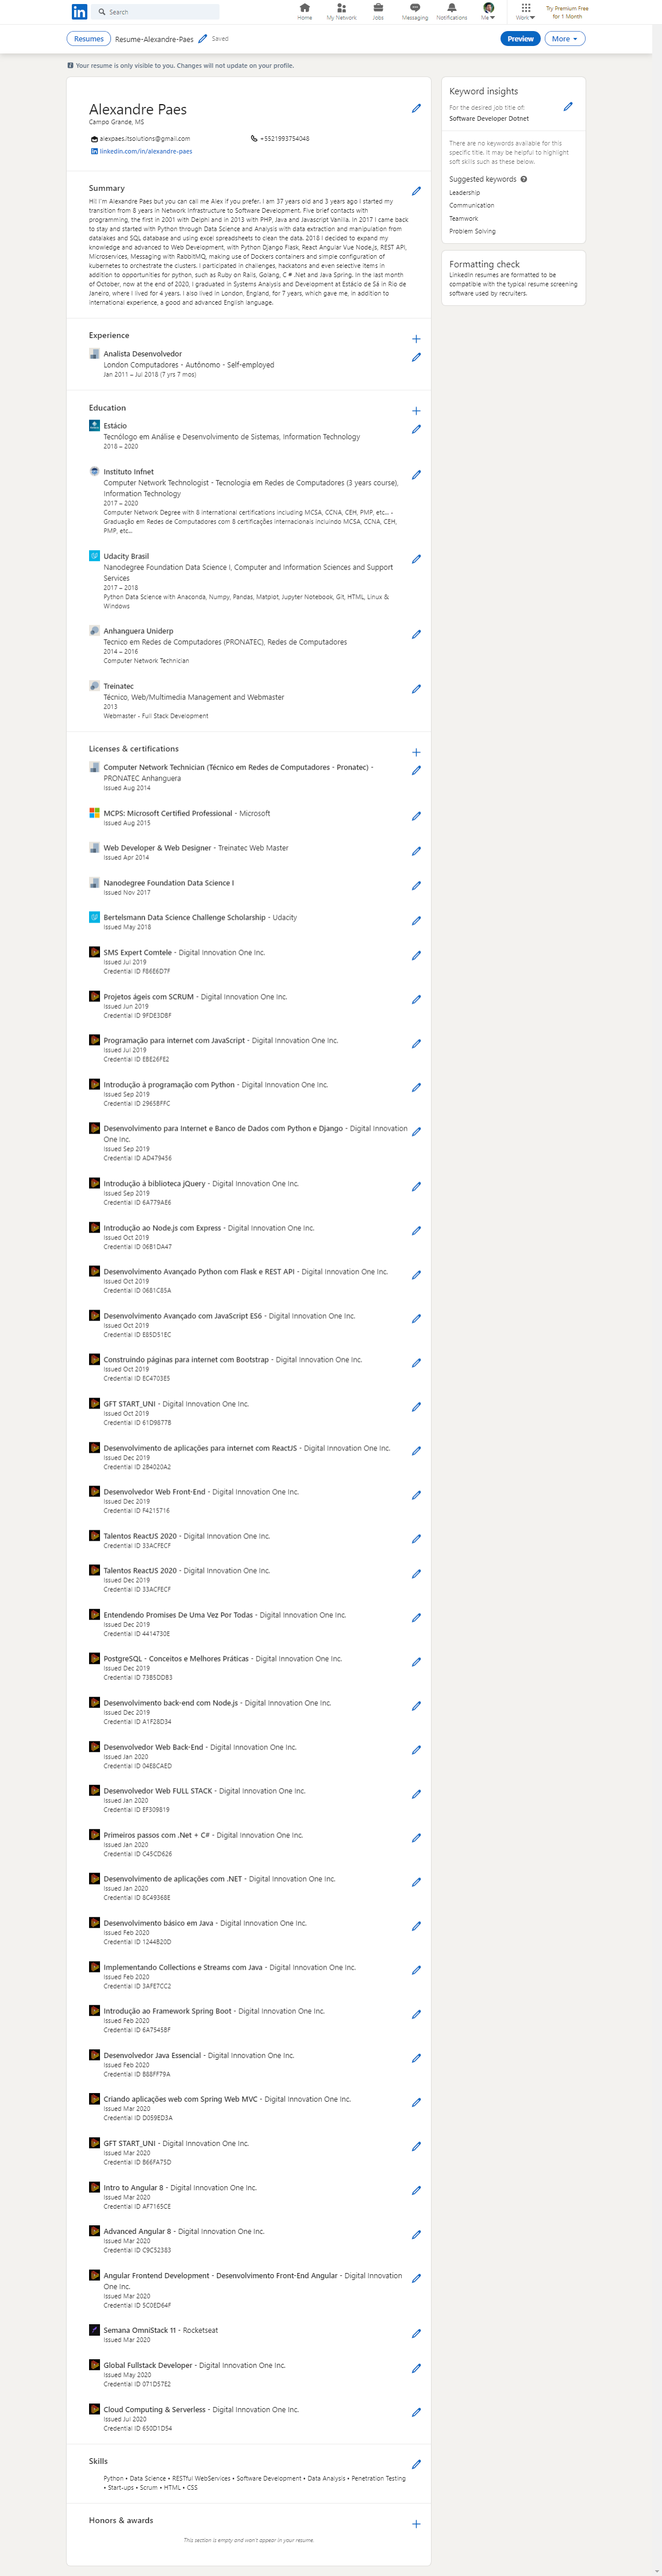 Search
Home
My Network
Jobs
Messaging
Notifications
Me
Work
Try Premium Free
for 1 Month
Resumes
Resume-Alexandre-Paes
Saved
Preview
More
Your resume is only visible to you. Changes will not update on your profile.
Alexandre Paes
Campo Grande, MS
alexpaes.itsolutions@gmail.com
+5521993754048
linkedin.com/in/alexandre-paes
Summary
Hi! I'm Alexandre Paes but you can call me Alex if you prefer. I am 37 years old and 3 years ago I started my
transition from 8 years in Network Infrastructure to Software Development. Five brief contacts with
programming, the first in 2001 with Delphi and in 2013 with PHP, Java and Javascript Vanilla. In 2017 I came back
to stay and started with Python through Data Science and Analysis with data extraction and manipulation from
datalakes and SQL database and using excel spreadsheets to clean the data. 2018 I decided to expand my
knowledge and advanced to Web Development, with Python Django Flask, React Angular Vue NodeJs, REST API,
Microservices, Messaging with RabbitMQ, making use of Dockers containers and simple configuration of
kubernetes to orchestrate the clusters. I participated in challenges, hackatons and even selective items in
addition to opportunities for python, such as Ruby on Rails, Golang, C # .Net and Java Spring. In the last month
of October, now at the end of 2020, I graduated in Systems Analysis and Development at Estácio de Sá in Rio de
Janeiro, where I lived for 4 years. I also lived in London, England, for 7 years, which gave me, in addition to
international experience, a good and advanced English language.
Experience
Analista Desenvolvedor
London Computadores - Autônomo - Self-employed
Jan 2011 – Jul 2018 (7 yrs 7 mos)
Education
Estácio
Tecnólogo em Análise e Desenvolvimento de Sistemas, Information Technology
2018 – 2020
Instituto Infnet
Computer Network Technologist - Tecnologia em Redes de Computadores (3 years course),
Information Technology
2017 – 2020
Computer Network Degree with 8 international certifications including MCSA, CCNA, CEH, PMP, etc... -
Graduação em Redes de Computadores com 8 certificações internacionais incluindo MCSA, CCNA, CEH,
PMP, etc...
Udacity Brasil
Nanodegree Foundation Data Science I, Computer and Information Sciences and Support
Services
2017 – 2018
Python Data Science with Anaconda, Numpy, Pandas, Matplot, Jupyter Notebook, Git, HTML, Linux &
Windows
Anhanguera Uniderp
Tecnico em Redes de Computadores (PRONATEC), Redes de Computadores
2014 – 2016
Computer Network Technician
Treinatec
Técnico, Web/Multimedia Management and Webmaster
2013
Webmaster - Full Stack Development
Licenses & certifications
Computer Network Technician (Técnico em Redes de Computadores - Pronatec) -
PRONATEC Anhanguera
Issued Aug 2014
MCPS: Microsoft Certified Professional - Microsoft
Issued Aug 2015
Web Developer & Web Designer - Treinatec Web Master
Issued Apr 2014
Nanodegree Foundation Data Science I
Issued Nov 2017
Bertelsmann Data Science Challenge Scholarship - Udacity
Issued May 2018
SMS Expert Comtele - Digital Innovation One Inc.
Issued Jul 2019
Credential ID F86E6D7F
Projetos ágeis com SCRUM - Digital Innovation One Inc.
Issued Jun 2019
Credential ID 9FDE3DBF
Programação para internet com JavaScript - Digital Innovation One Inc.
Issued Jul 2019
Credential ID EBE26FE2
Introdução à programação com Python - Digital Innovation One Inc.
Issued Sep 2019
Credential ID 2965BFFC
Desenvolvimento para Internet e Banco de Dados com Python e Django - Digital Innovation
One Inc.
Issued Sep 2019
Credential ID AD479456
Introdução à biblioteca jQuery - Digital Innovation One Inc.
Issued Sep 2019
Credential ID 6A779AE6
Introdução ao Node.js com Express - Digital Innovation One Inc.
Issued Oct 2019
Credential ID 06B1DA47
Desenvolvimento Avançado Python com Flask e REST API - Digital Innovation One Inc.
Issued Oct 2019
Credential ID 0681C85A
Desenvolvimento Avançado com JavaScript ES6 - Digital Innovation One Inc.
Issued Oct 2019
Credential ID E85D51EC
Construindo páginas para internet com Bootstrap - Digital Innovation One Inc.
Issued Oct 2019
Credential ID EC4703E5
GFT START_UNI - Digital Innovation One Inc.
Issued Oct 2019
Credential ID 61D9877B
Desenvolvimento de aplicações para internet com ReactJS - Digital Innovation One Inc.
Issued Dec 2019
Credential ID 284020A2
Desenvolvedor Web Front-End - Digital Innovation One Inc.
Issued Dec 2019
Credential ID F4215716
Talentos ReactJS 2020 - Digital Innovation One Inc.
Credential ID 33ACFECF
Talentos ReactJS 2020 - Digital Innovation One Inc.
Issued Dec 2019
Credential ID 33ACFECF
Entendendo Promises De Uma Vez Por Todas - Digital Innovation One Inc.
Issued Dec 2019
Credential ID 4414730E
PostgreSQL - Conceitos e Melhores Práticas - Digital Innovation One Inc.
Issued Dec 2019
Credential ID 73B5DDB3
Desenvolvimento back-end com Node.js - Digital Innovation One Inc.
Issued Dec 2019
Credential ID A1F28D34
Desenvolvedor Web Back-End - Digital Innovation One Inc.
Issued Jan 2020
Credential ID 04E8CAED
Desenvolvedor Web FULL STACK - Digital Innovation One Inc.
Issued Jan 2020
Credential ID EF309819
Primeiros passos com .Net + C# - Digital Innovation One Inc.
Issued Jan 2020
Credential ID C45CD626
Desenvolvimento de aplicações com .NET - Digital Innovation One Inc.
Issued Jan 2020
Credential ID 8C49368E
Desenvolvimento básico em Java - Digital Innovation One Inc.
Issued Feb 2020
Credential ID 1244B20D
Implementando Collections e Streams com Java - Digital Innovation One Inc.
Issued Feb 2020
Credential ID 3AFE7CC2
Introdução ao Framework Spring Boot - Digital Innovation One Inc.
Issued Feb 2020
Credential ID 6A7545BF
Desenvolvedor Java Essencial - Digital Innovation One Inc.
Issued Feb 2020
Credential ID B88FF79A
Criando aplicações web com Spring Web MVC - Digital Innovation One Inc.
Issued Mar 2020
Credential ID D059ED3A
GFT START_UNI - Digital Innovation One Inc.
Issued Mar 2020
Credential ID B66FA75D
Intro to Angular 8 - Digital Innovation One Inc.
Issued Mar 2020
Credential ID AF7165CE
Advanced Angular 8 - Digital Innovation One Inc.
Issued Mar 2020
Credential ID C9C52383
Angular Frontend Development - Desenvolvimento Front-End Angular - Digital Innovation
One Inc.
Issued Mar 2020
Credential ID 5C0ED64F
Semana OmniStack 11 - Rocketseat
Issued Mar 2020
Global Fullstack Developer - Digital Innovation One Inc.
Issued May 2020
Credential ID 071D57E2
Cloud Computing & Serverless - Digital Innovation One Inc.
Issued Jul 2020
Credential ID 650D1D54
Skills
Python • Data Science • RESTful WebServices • Software Development • Data Analysis • Penetration Testing
• Start-ups • Scrum • HTML • CSS
Honors & awards
This section is empty and won't appear in your resume
Keyword insights
For the desired job title of:
Software Developer Dotnet
There are no keywords available for this
specific title. It may be helpful to highlight
soft skills such as these below.
Suggested keywords
Leadership
Communication
Teamwork
Problem Solving
Formatting check
LinkedIn resumes are formatted to be
compatible with the typical resume screening
software used by recruiters.